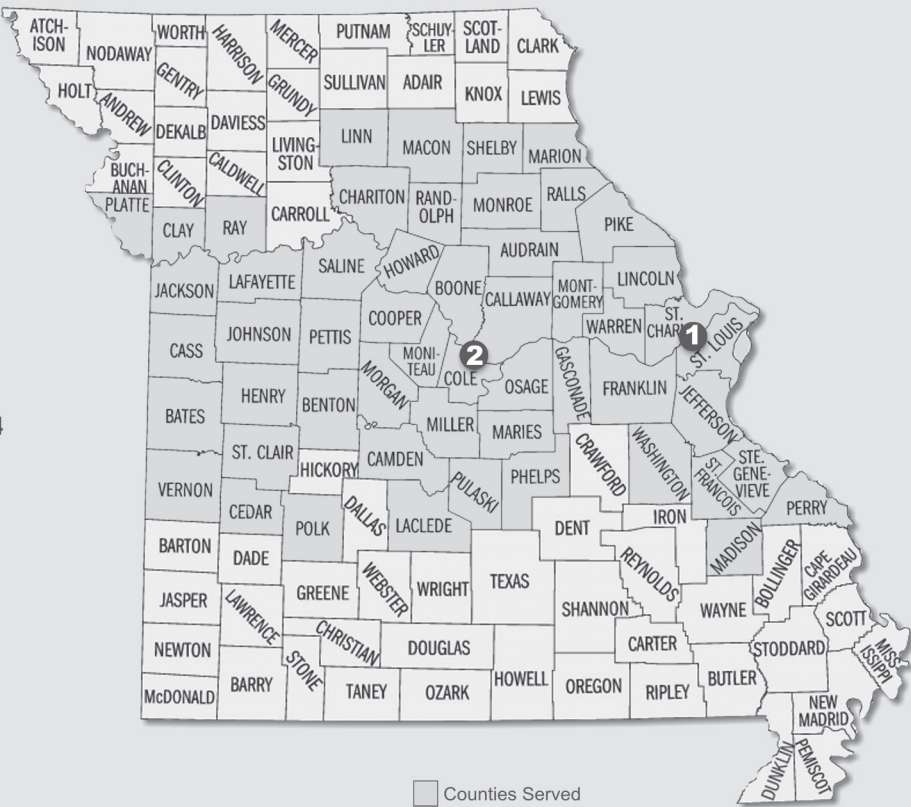 ATCH-
ISON
NODAWAY
WORTH
HARRISON
MERCER
PUTNAM
SCHUY-
LER
SCOT-
LAND
CLARK
HOLT
ANDREW
GENTRY
GRUNDY
SULLIVAN
ADAIR
KNOX
LEWIS
DEKALB
DAVIESS
LIVING-
STON
LINN
MACON
SHELBY
MARION
BUCH-
ANAN
CLINTON
CALDWELL
PLATTE
CLAY
RAY
CARROLL
CHARITON
RAND-
OLPH
MONROE
RALLS
PIKE
JACKSON
LAFAYETTE
SALINE
HOWARD
BOONE
AUDRAIN
CALLAWAY
MONT-
GOMERY
LINCOLN
WARREN
ST.
CHAR
1
ST. LOUIS
CASS
JOHNSON
PETTIS
COOPER
MONI-
TEAU
2
COLE
MORGAN
OSAGE
GASCONADE
FRANKLIN
JEFFERSON
BATES
HENRY
BENTON
MILLER
MARIES
ST. CLAIR
HICKORY
CAMDEN
PULASKI
PHELPS
CRAWFORD
WASHINGTON
ST.
FRANCOIS
STE.
GENE-
VIEVE
PERRY
VERNON
CEDAR
POLK
DALLAS
LACLEDE
DENT
IRON
MADISON
BARTON
DADE
GREENE
WEBSTER
WRIGHT
TEXAS
REYNOLDS
BOLLINGER
CAPE
GIRARDEAU
JASPER
LAWRENCE
SHANNON
WAYNE
SCOTT
NEWTON
CHRISTIAN
DOUGLAS
CARTER
STODDARD
MISS-
ISSIPPI
McDONALD
BARRY
STONE
TANEY
OZARK
HOWELL
OREGON
RIPLEY
BUTLER
NEW
MADRID
DUNKLIN
PEMISCOT
Counties Served